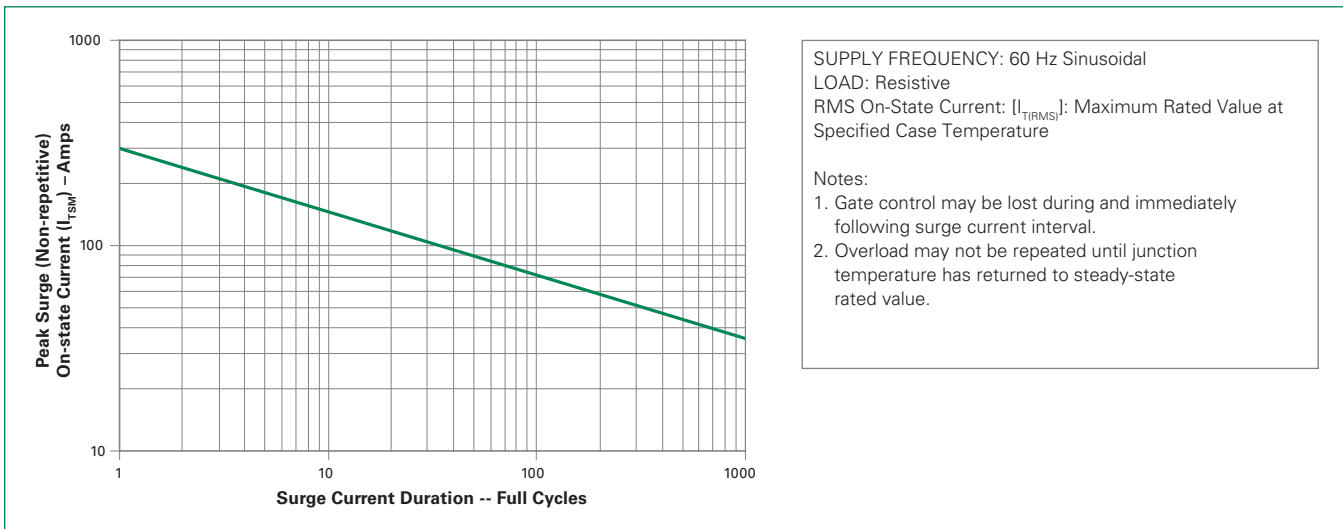 1000
100
10
1
10
100
1000
Peak Surge (Non-repetitive)
On-state Current (I_TSM) – Amps
Surge Current Duration -- Full Cycles
SUPPLY FREQUENCY: 60 Hz Sinusoidal
LOAD: Resistive
RMS On-State Current: [I_T(RMS)]: Maximum Rated Value at
Specified Case Temperature
Notes:
1. Gate control may be lost during and immediately
following surge current interval.
2. Overload may not be repeated until junction
temperature has returned to steady-state
rated value.